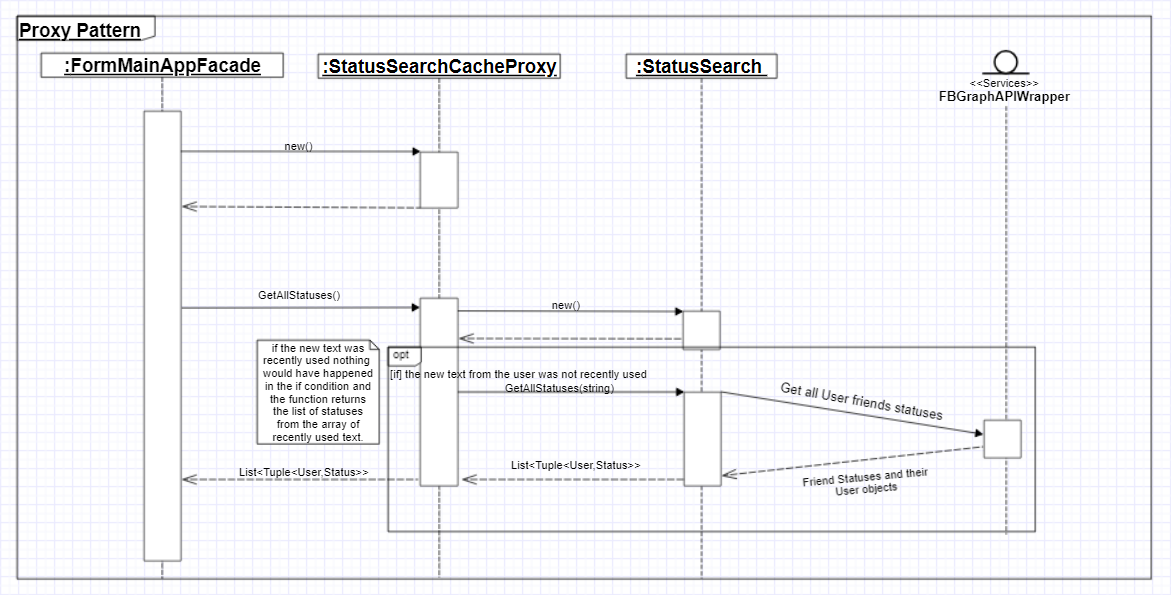 Proxy Pattern
:FormMainAppFacade
:StatusSearchCacheProxy
:StatusSearch
<<Services>>
FBGraphAPIWrapper
new()
GetAllStatuses()
new()
if the new text was
recently used nothing
would have happened
in the if condition and
the function returns
the list of statuses
from the array of
recently used text.
opt
[if] the new text from the user was not recently used
GetAllStatuses(string)
Get all User friends statuses
List<Tuple<User,Status>>
List<Tuple<User,Status>>
Friend Statuses and their
User objects